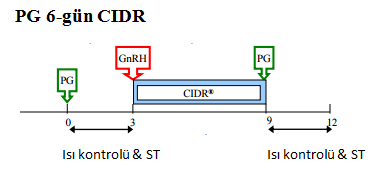 PG 6-gün CIDR
GnRH
PG
PG
CIDR®
0
3
9
12
Isı kontrolü & ST
Isı kontrolü & ST